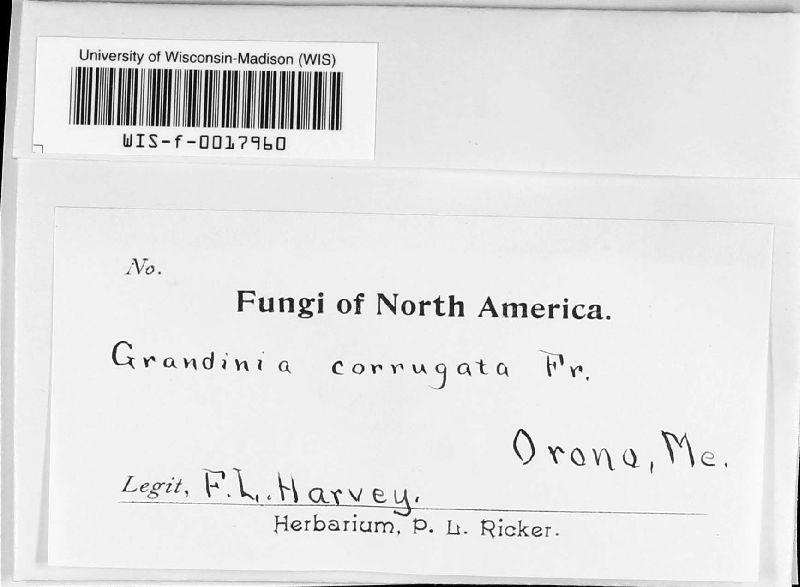 University of Wisconsin-Madison (WIS)
WIS-f-0017960
No.
Fungi of North America.
Grandinia corrugata Fr.
Orono, Me.
Legit, F. L. Harvey.
Herbarium, P. L. Ricker.